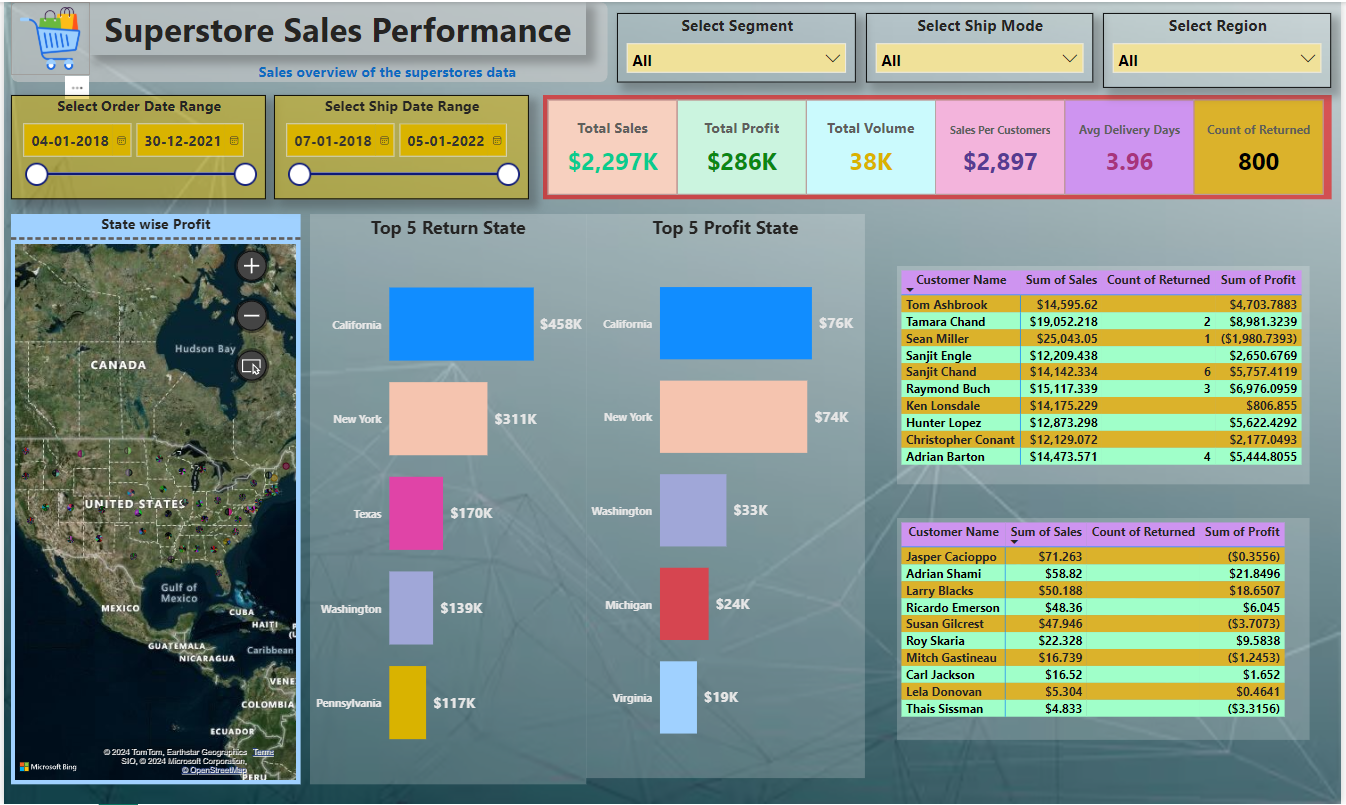 Superstore Sales Performance
Sales overview of the superstores data
Select Segment
All
Select Ship Mode
All
Select Region
All
...
Select Order Date Range
04-01-2018 30-12-2021
Select Ship Date Range
07-01-2018 05-01-2022
Total Sales
$2,297K
Total Profit
$286K
Total Volume
38K
Sales Per Customers
$2,897
Avg Delivery Days
3.96
Count of Returned
800
State wise Profit
Hudson Bay
CANADA
UNITED STATES
Gulf of
Mexico
MEXICO
CUBA
HAITI
P
(U
GUATEMALA
NICARAGUA
Caribbean
VENE
COLOMBIA
ECUADOR
PERU
© 2024 TomTom, Earthstar Geographics Terms
SIO, © 2024 Microsoft Corporation,
© OpenStreetMap
Microsoft Bing
Top 5 Return State
California $458K
New York $311K
Texas $170K
Washington $139K
Pennsylvania $117K
Top 5 Profit State
California $76K
New York $74K
Washington $33K
Michigan $24K
Virginia $19K
Customer Name Sum of Sales Count of Returned Sum of Profit
Tom Ashbrook $14,595.62 $4,703.7883
Tamara Chand $19,052.218 2 $8,981.3239
Sean Miller $25,043.05 1 ($1,980.7393)
Sanjit Engle $12,209.438 $2,650.6769
Sanjit Chand $14,142.334 6 $5,757.4119
Raymond Buch $15,117.339 3 $6,976.0959
Ken Lonsdale $14,175.229 $806.855
Hunter Lopez $12,873.298 $5,622.4292
Christopher Conant $12,129.072 $2,177.0493
Adrian Barton $14,473.571 4 $5,444.8055
Customer Name Sum of Sales Count of Returned Sum of Profit
Jasper Cacioppo $71.263 ($0.3556)
Adrian Shami $58.82 $21.8496
Larry Blacks $50.188 $18.6507
Ricardo Emerson $48.36 $6.045
Susan Gilcrest $47.946 ($3.7073)
Roy Skaria $22.328 $9.5838
Mitch Gastineau $16.739 ($1.2453)
Carl Jackson $16.52 $1.652
Lela Donovan $5.304 $0.4641
Thais Sissman $4.833 ($3.3156)